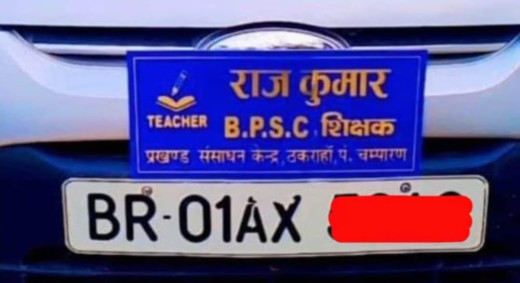 राज कुमार
TEACHER B.P.S.C. शिक्षक
प्रखण्ड संसाधन केन्द्र, ठकराहाँ, पं. चम्पारण
BR-01AX